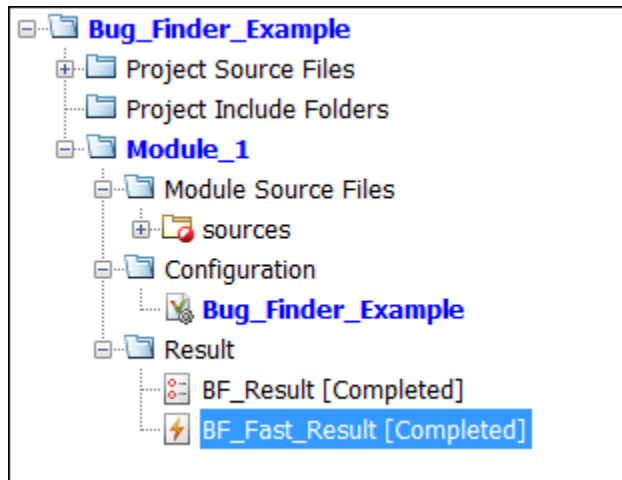 Bug_Finder_Example
Project Source Files
Project Include Folders
Module_1
Module Source Files
sources
Configuration
Bug_Finder_Example
Result
BF_Result [Completed]
BF_Fast_Result [Completed]